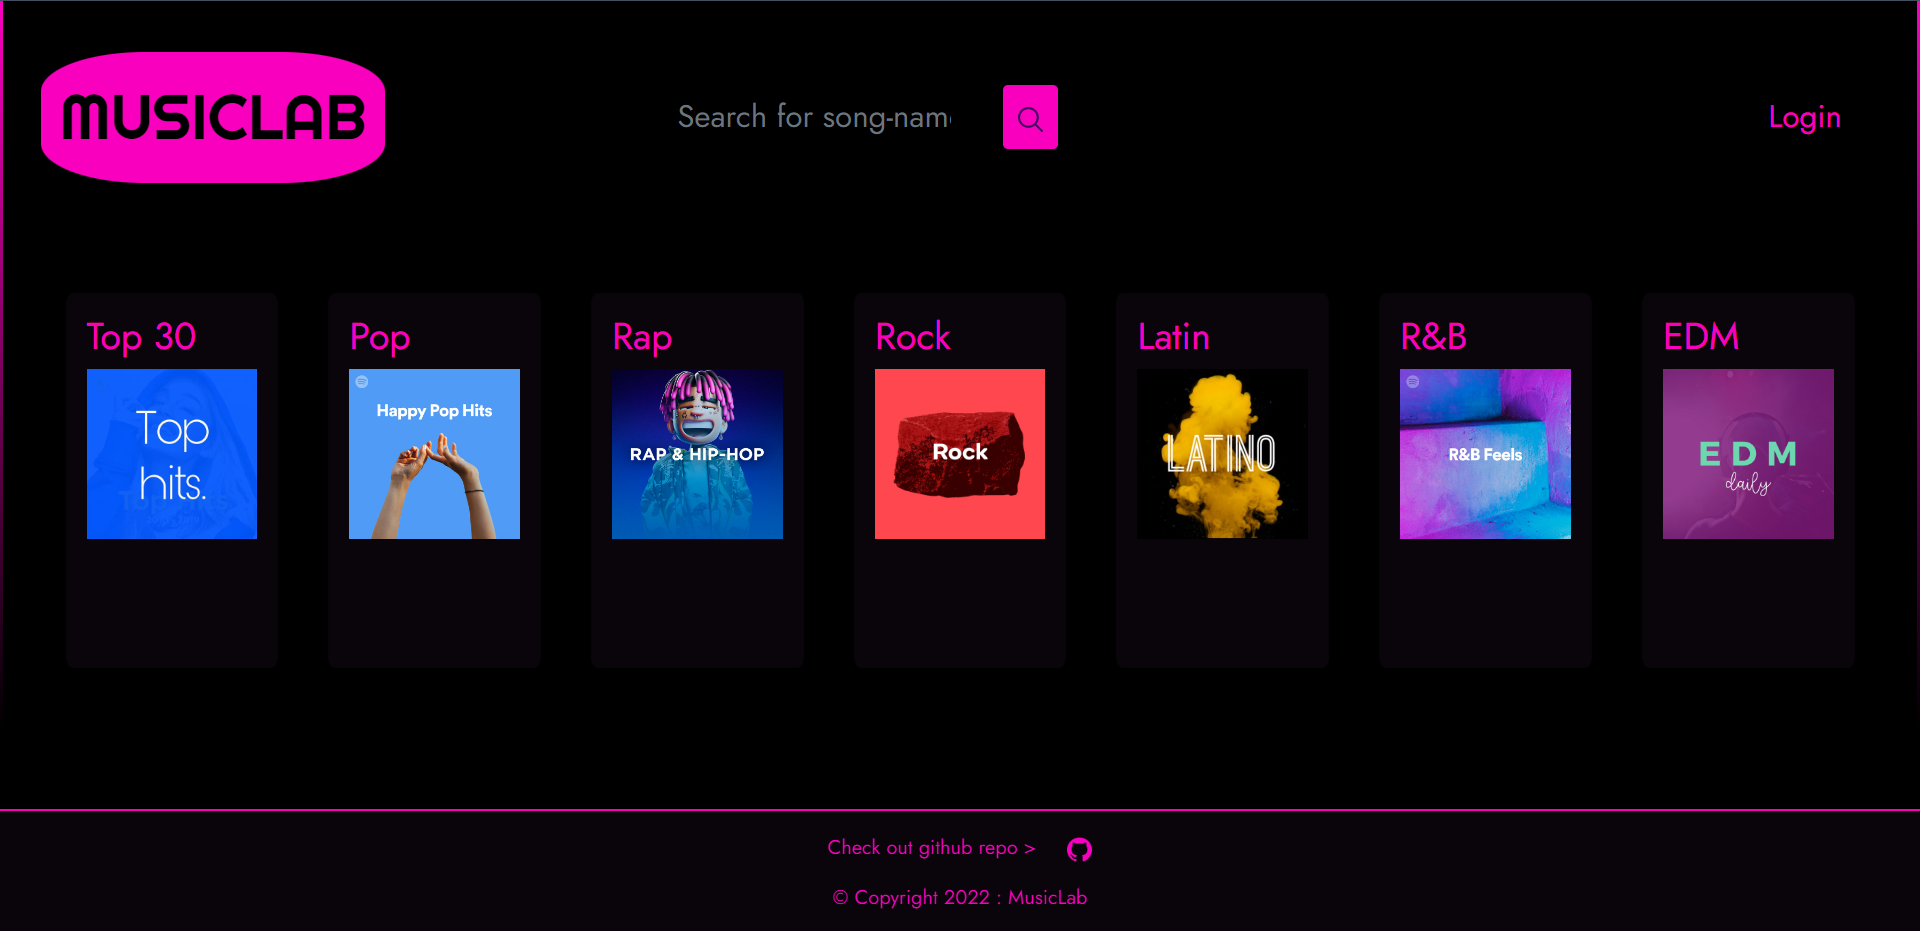 MUSICLAB
Search for song-nam
Login
Top 30
Pop
Rap
Rock
Latin
R&B
EDM
Top
hits.
Happy Pop Hits
RAP & HIP-HOP
Rock
LATINO
R&B Feels
EDM
daily
Check out github repo >
© Copyright 2022 : MusicLab